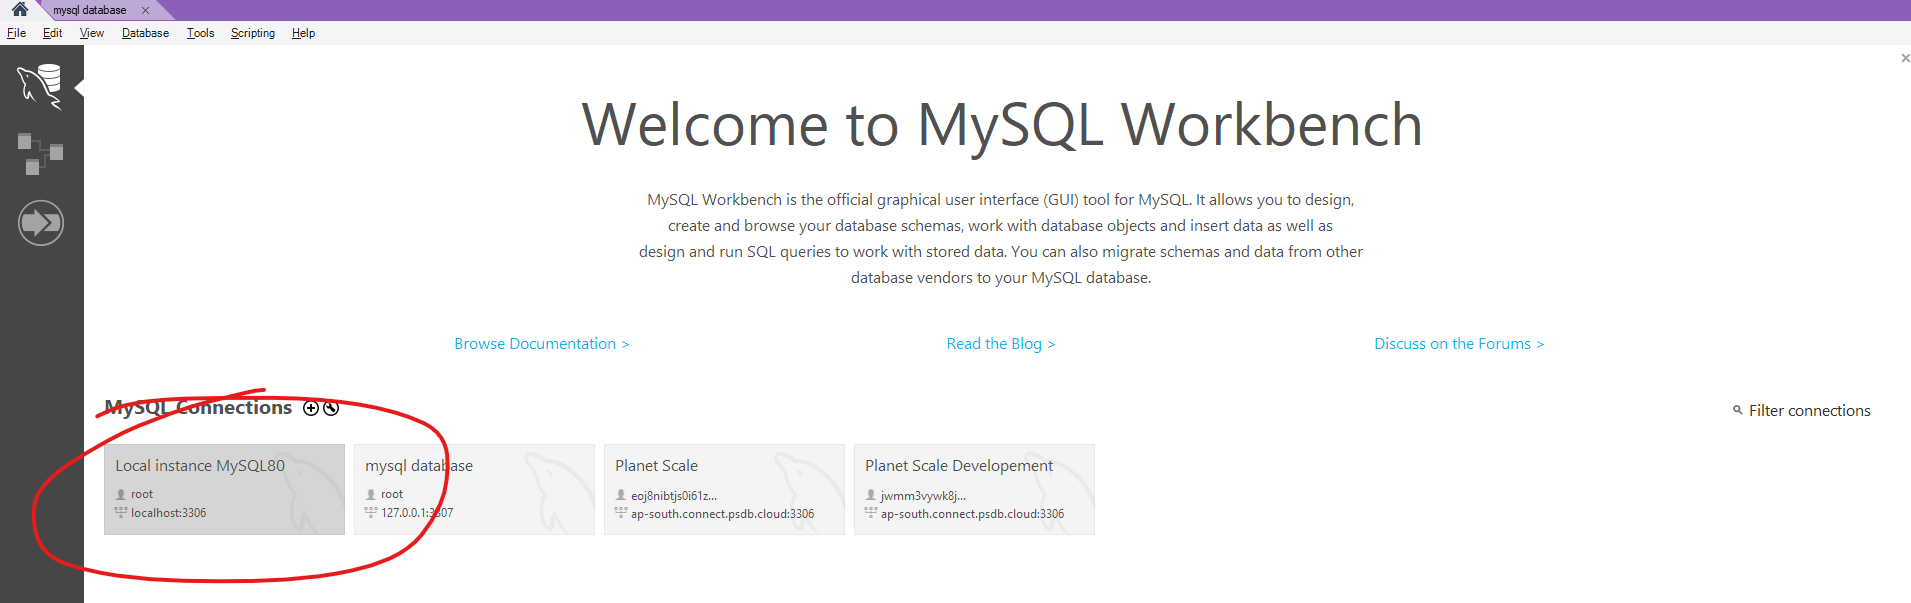 mysql database
File Edit View Database Tools Scripting Help
Welcome to MySQL Workbench
MySQL Workbench is the official graphical user interface (GUI) tool for MySQL. It allows you to design,
create and browse your database schemas, work with database objects and insert data as well as
design and run SQL queries to work with stored data. You can also migrate schemas and data from other
database vendors to your MySQL database.
Browse Documentation > Read the Blog > Discuss on the Forums >
MySQL Connections
Filter connections
Local instance MySQL80
root
localhost:3306
mysql database
root
127.0.0.1:3307
Planet Scale
eoj8nibtjs0i61z...
ap-south.connect.psdb.cloud:3306
Planet Scale Developement
jwmm3vywk8j...
ap-south.connect.psdb.cloud:3306